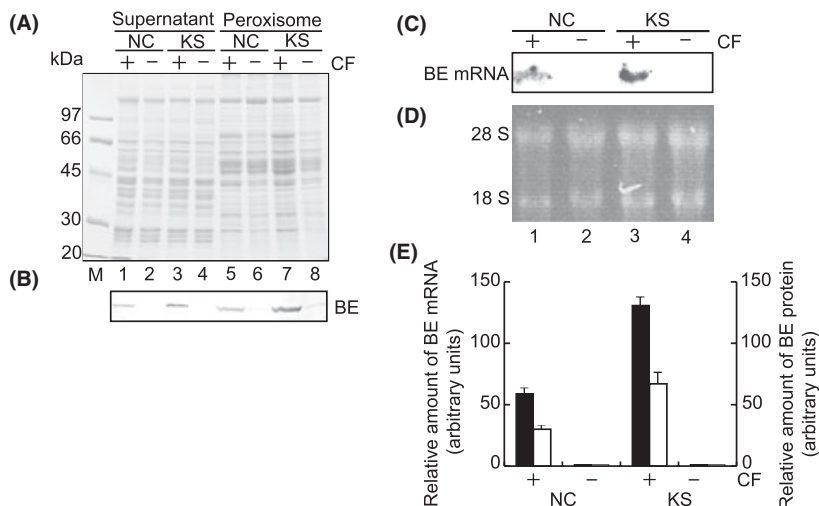 (A)
Supernatant Peroxisome
NC KS NC KS
kDa + − + − + − + − CF
97
66
45
30
20
M 1 2 3 4 5 6 7 8
(B)
BE
(C)
NC KS
+ − + − CF
BE mRNA
(D)
28 S
18 S
1 2 3 4
(E)
Relative amount of BE mRNA
(arbitrary units)
150
100
50
0
150
100
50
0
Relative amount of BE protein
(arbitrary units)
+ − + − CF
NC KS